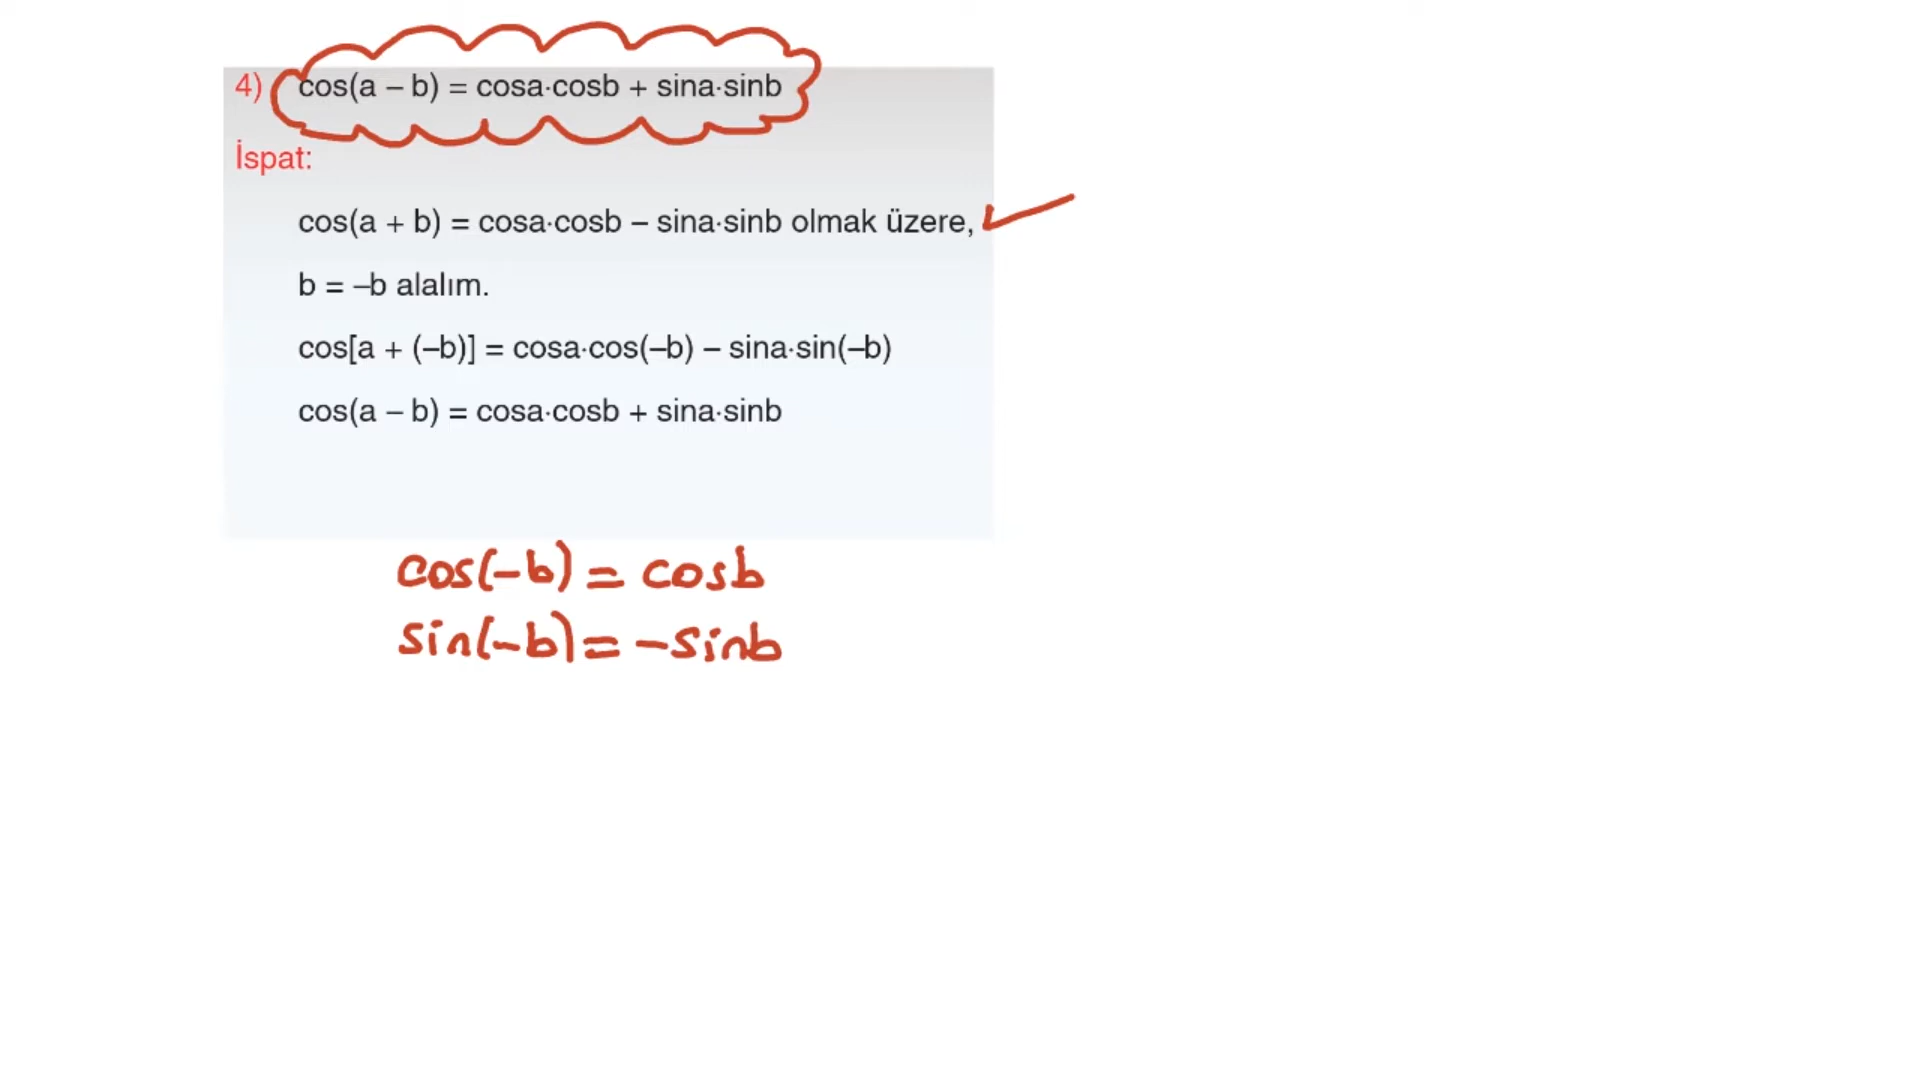 4) cos(a – b) = cosa·cosb + sina·sinb
İspat:
cos(a + b) = cosa·cosb – sina·sinb olmak üzere,
b = –b alalım.
cos[a + (–b)] = cosa·cos(–b) – sina·sin(–b)
cos(a – b) = cosa·cosb + sina·sinb
cos(-b) = cosb
sin(-b) = -sinb